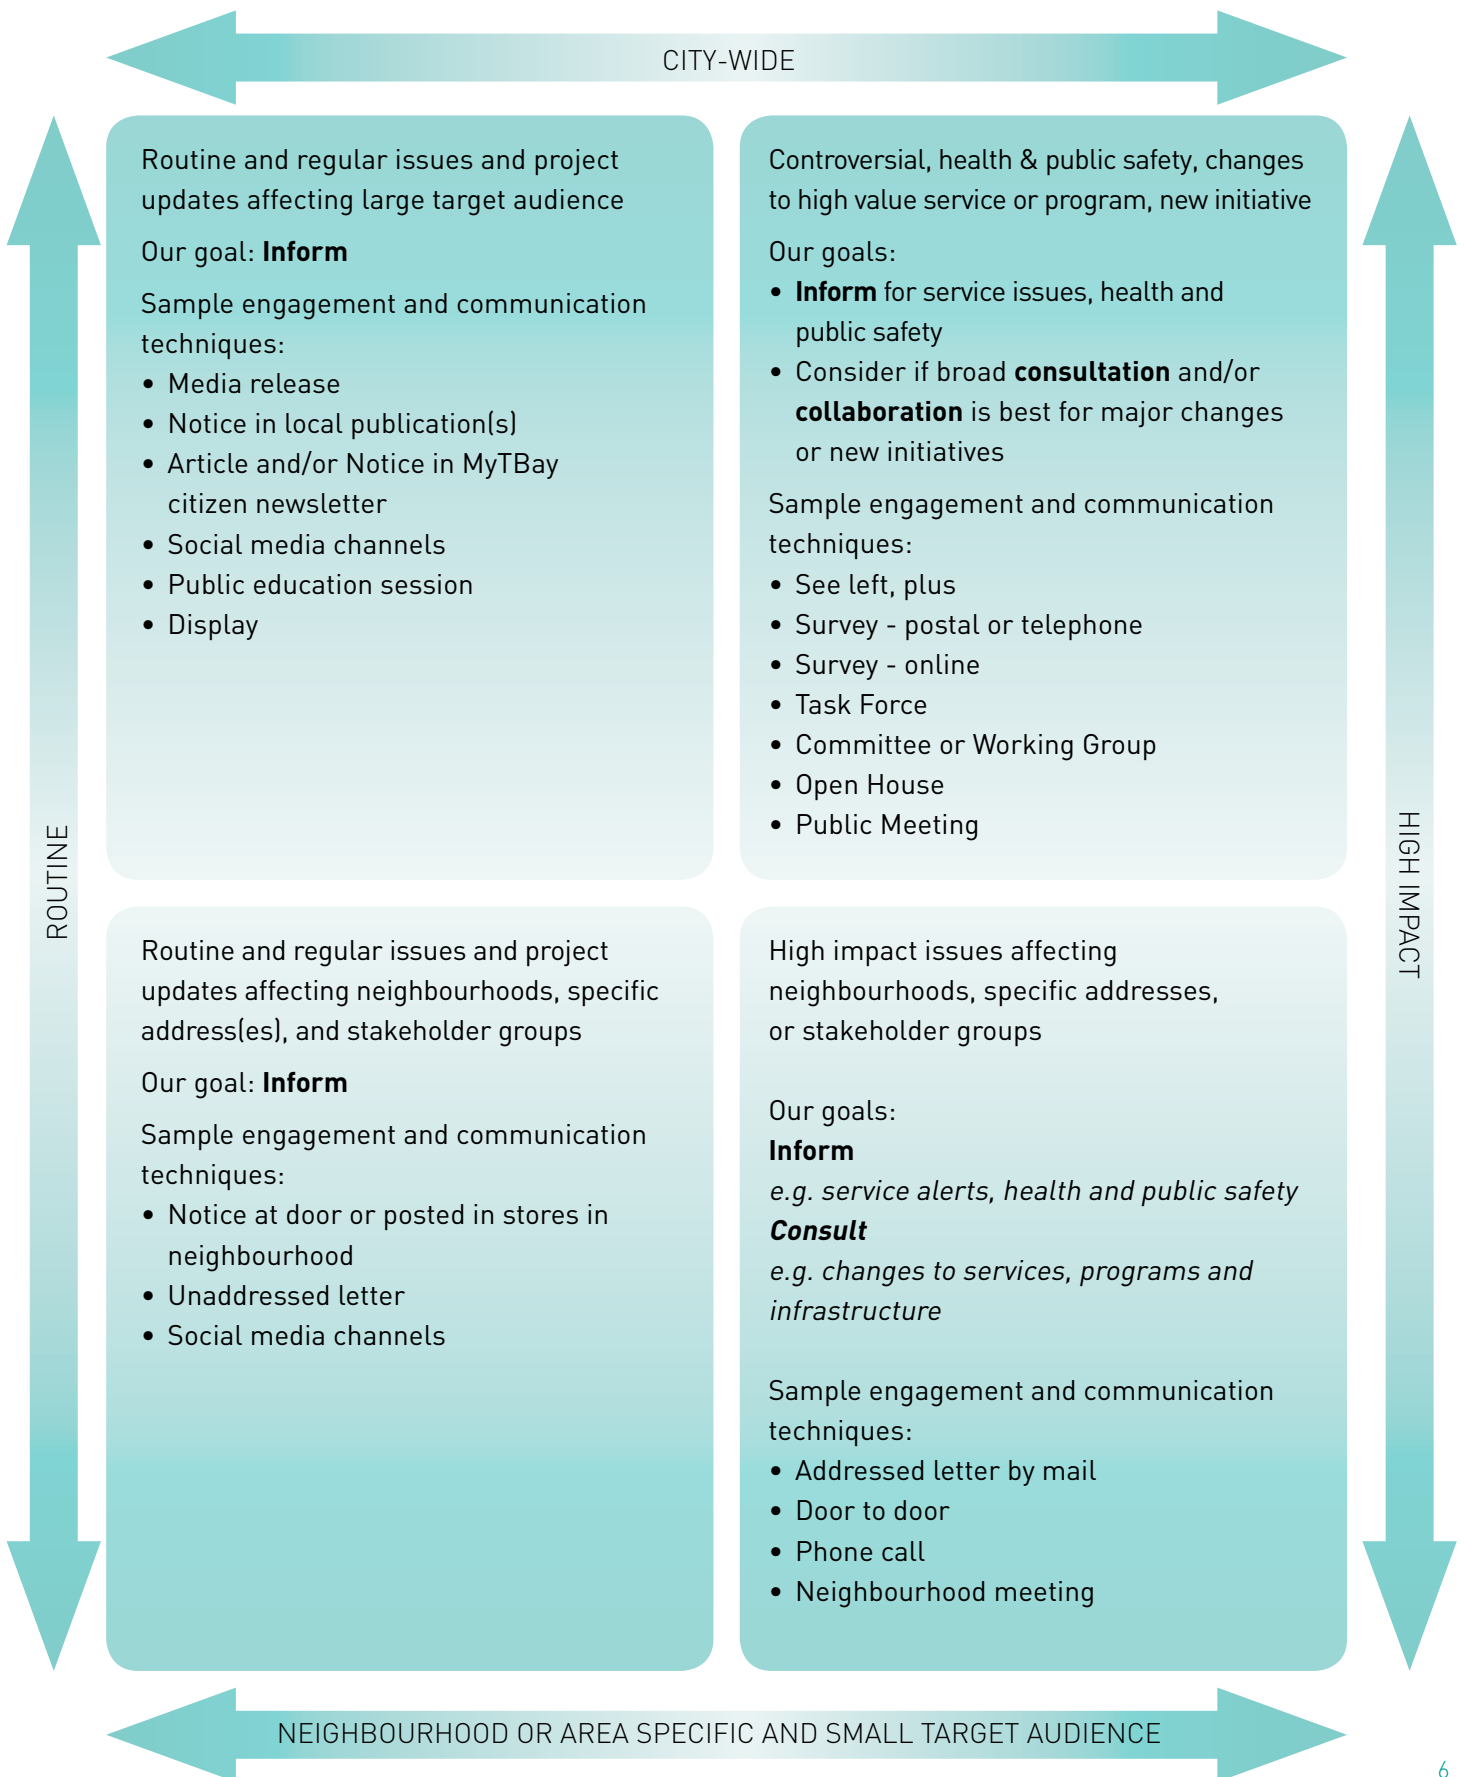 CITY-WIDE
ROUTINE
Routine and regular issues and project
updates affecting large target audience
Our goal: Inform
Sample engagement and communication
techniques:
• Media release
• Notice in local publication(s)
• Article and/or Notice in MyTBay
citizen newsletter
• Social media channels
• Public education session
• Display
Controversial, health & public safety, changes
to high value service or program, new initiative
Our goals:
• Inform for service issues, health and
public safety
• Consider if broad consultation and/or
collaboration is best for major changes
or new initiatives
Sample engagement and communication
techniques:
• See left, plus
• Survey - postal or telephone
• Survey - online
• Task Force
• Committee or Working Group
• Open House
• Public Meeting
HIGH IMPACT
Routine and regular issues and project
updates affecting neighbourhoods, specific
address(es), and stakeholder groups
Our goal: Inform
Sample engagement and communication
techniques:
• Notice at door or posted in stores in
neighbourhood
• Unaddressed letter
• Social media channels
High impact issues affecting
neighbourhoods, specific addresses,
or stakeholder groups
Our goals:
Inform
e.g. service alerts, health and public safety
Consult
e.g. changes to services, programs and
infrastructure
Sample engagement and communication
techniques:
• Addressed letter by mail
• Door to door
• Phone call
• Neighbourhood meeting
NEIGHBOURHOOD OR AREA SPECIFIC AND SMALL TARGET AUDIENCE
6